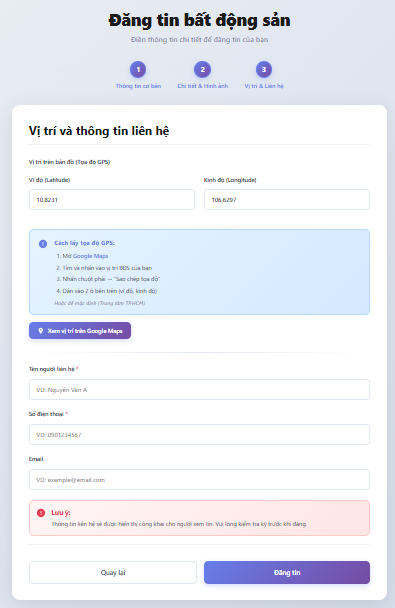 Đăng tin bất động sản
Điền thông tin chi tiết để đăng tin của bạn
1 2 3
Thông tin cơ bản Chi tiết & Hình ảnh Vị trí & Liên hệ
Vị trí và thông tin liên hệ
Vị trí trên bản đồ (Tọa độ GPS)
Vĩ độ (Latitude) Kinh độ (Longitude)
10.8231 106.6297
Cách lấy tọa độ GPS:
1. Mở Google Maps
2. Tìm và nhấn vào vị trí BĐS của bạn
3. Nhấn chuột phải → "Sao chép tọa độ"
4. Dán vào 2 ô bên trên (vĩ độ, kinh độ)
Hoặc để mặc định (Trung tâm TP.HCM)
Xem vị trí trên Google Maps
Tên người liên hệ *
VD: Nguyễn Văn A
Số điện thoại *
VD: 0901234567
Email
VD: example@email.com
Lưu ý:
Thông tin liên hệ sẽ được hiển thị công khai cho người xem tin. Vui lòng kiểm tra kỹ trước khi đăng.
Quay lại Đăng tin